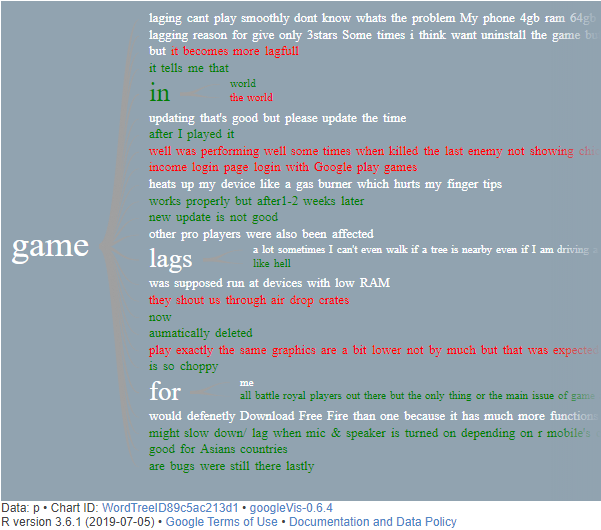 laging cant play smoothly dont know whats the problem My phone 4gb ram 64gb
lagging reason for give only 3stars Some times i think want uninstall the game bu
but it becomes more lagfull
it tells me that
in
world
the world
updating that's good but please update the time
after I played it
well was performing well some times when killed the last enemy not showing chi
income login page login with Google play games
heats up my device like a gas burner which hurts my finger tips
works properly but after1-2 weeks later
new update is not good
other pro players were also been affected
game
lags
a lot sometimes I can't even walk if a tree is nearby even if I am driving a
like hell
was supposed run at devices with low RAM
they shout us through air drop crates
now
aumatically deleted
play exactly the same graphics are a bit lower not by much but that was expected
is so choppy
for
me
all battle royal players out there but the only thing or the main issue of game
would defenetly Download Free Fire than one because it has much more function
might slow down/ lag when mic & speaker is turned on depending on r mobile's
good for Asians countries
are bugs were still there lastly
Data: p • Chart ID: WordTreeID89c5ac213d1 • googleVis-0.6.4
R version 3.6.1 (2019-07-05) • Google Terms of Use • Documentation and Data Policy